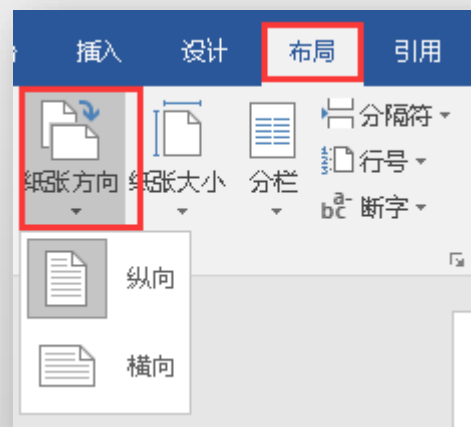 插入 设计 布局 引用
分隔符
行号
纸张方向 纸张大小 分栏
bc a- 断字
纵向
横向